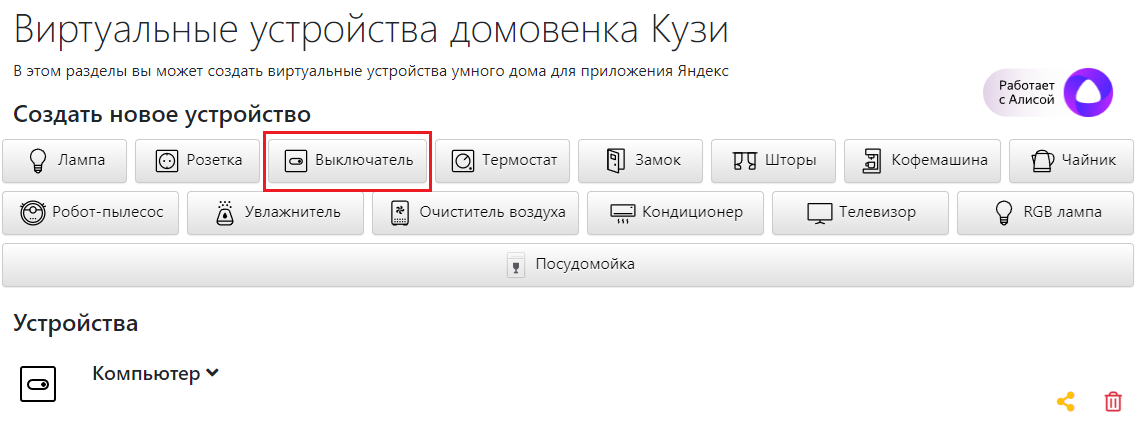 Виртуальные устройства домовенка Кузи
В этом разделы вы может создать виртуальные устройства умного дома для приложения Яндекс
Работает
с Алисой
Создать новое устройство
Лампа Розетка Выключатель Термостат Замок Шторы Кофемашина Чайник
Робот-пылесос Увлажнитель Очиститель воздуха Кондиционер Телевизор RGB лампа
Посудомойка
Устройства
Компьютер